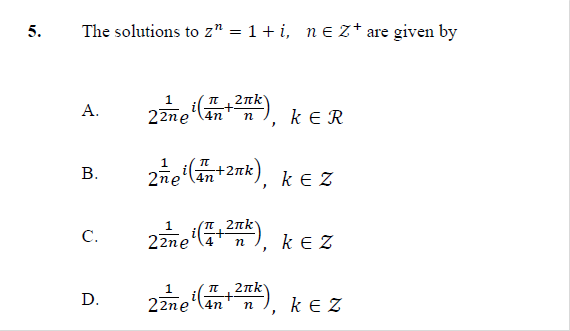 5. The solutions to zⁿ = 1 + i, n ∈ Z⁺ are given by
A. 2^(1/2n) e^(i(π/4n + 2πk/n)), k ∈ R
B. 2^(1/n) e^(i(π/4n + 2πk)), k ∈ Z
C. 2^(1/2n) e^(i(π/4 + 2πk/n)), k ∈ Z
D. 2^(1/2n) e^(i(π/4n + 2πk/n)), k ∈ Z